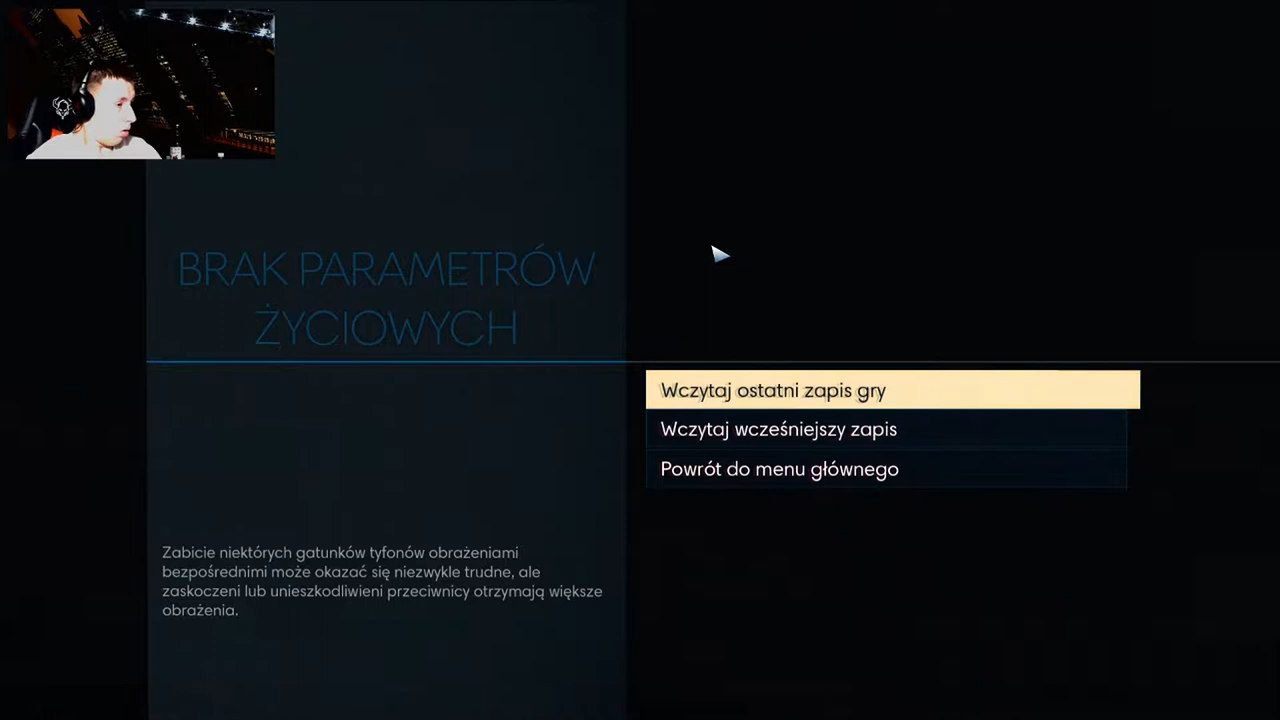 BRAK PARAMETRÓW
ŻYCIOWYCH
Wczytaj ostatni zapis gry
Wczytaj wcześniejszy zapis
Powrót do menu głównego
Zabicie niektórych gatunków tyfonów obrażeniami
bezpośrednimi może okazać się niezwykle trudne, ale
zaskoczeni lub unieszkodliwieni przeciwnicy otrzymają większe
obrażenia.